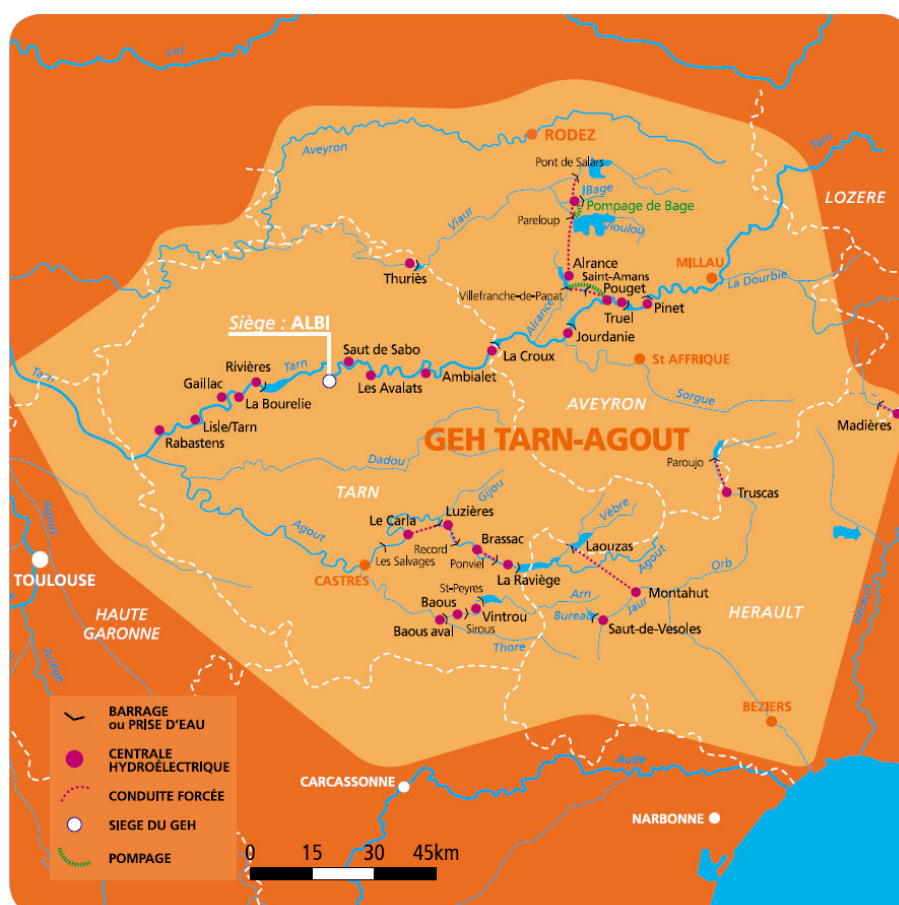 Lot
Aveyron
RODEZ
Tarn
LOZERE
Pont de Salars
Bage
Pompage de Bage
Viaur
Pareloup
Vioulou
Thuriès
Alrance
Saint-Amans
MILLAU
La Dourbie
Villefranche-de-Panat
Pouget
Pinet
Truel
Alrance
Siège : ALBI
Jourdanie
Saut de Sabo
La Croux
St AFFRIQUE
Rivières
Tarn
Tarn
Gaillac
Les Avalats
Ambialet
Sorgue
La Bourelie
AVEYRON
Lisle/Tarn
Madières
Rabastens
GEH TARN-AGOUT
Dadou
Paroujo
TARN
Gijou
Truscas
Agout
Agout
Le Carla
Luzières
Vèbre
Brassac
Laouzas
Les Salvages
Record
Ponviel
Agout
Orb
TOULOUSE
CASTRES
La Raviège
St-Peyres
Arn
Montahut
HAUTE
GARONNE
Baous
Vintrou
Jaur
HERAULT
Hérault
Bureau
Saut-de-Vesoles
Baous aval
Sirous
Thore
Ariège
BEZIERS
BARRAGE
ou PRISE D'EAU
CENTRALE
HYDROÉLECTRIQUE
CONDUITE FORCÉE
SIEGE DU GEH
POMPAGE
CARCASSONNE
Aude
NARBONNE
0 15 30 45km